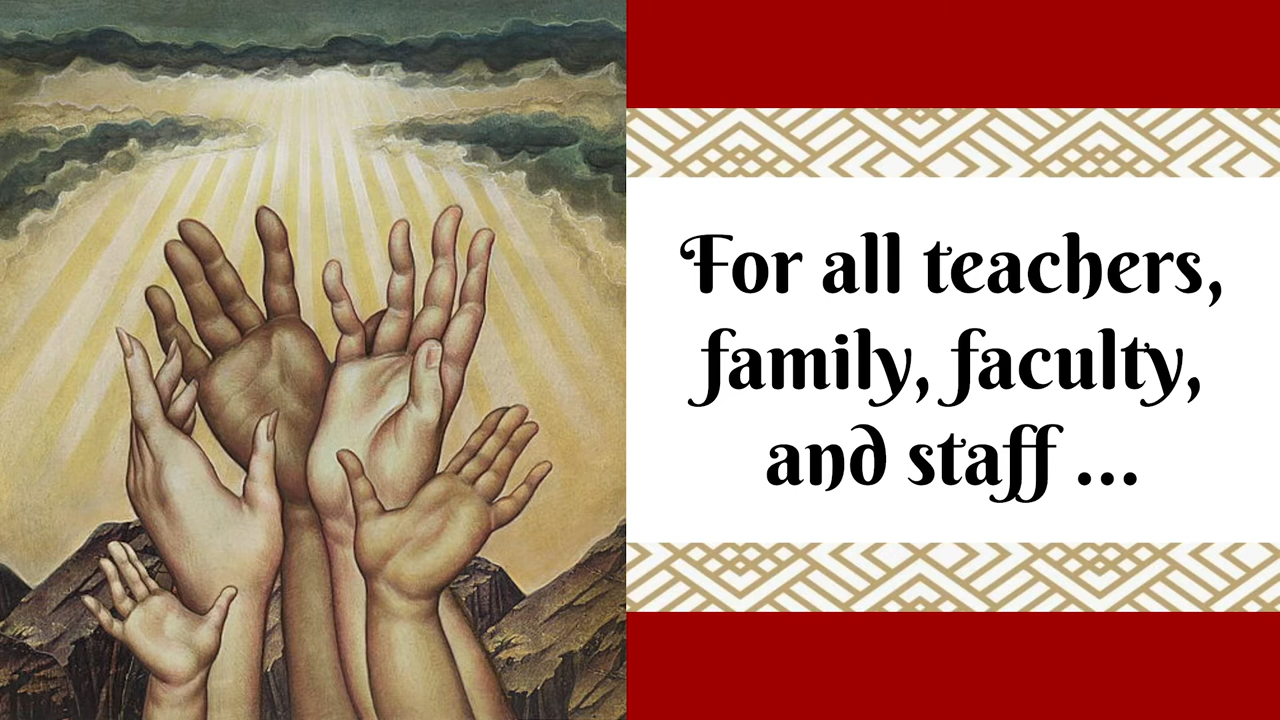 For all teachers,
family, faculty,
and staff ...